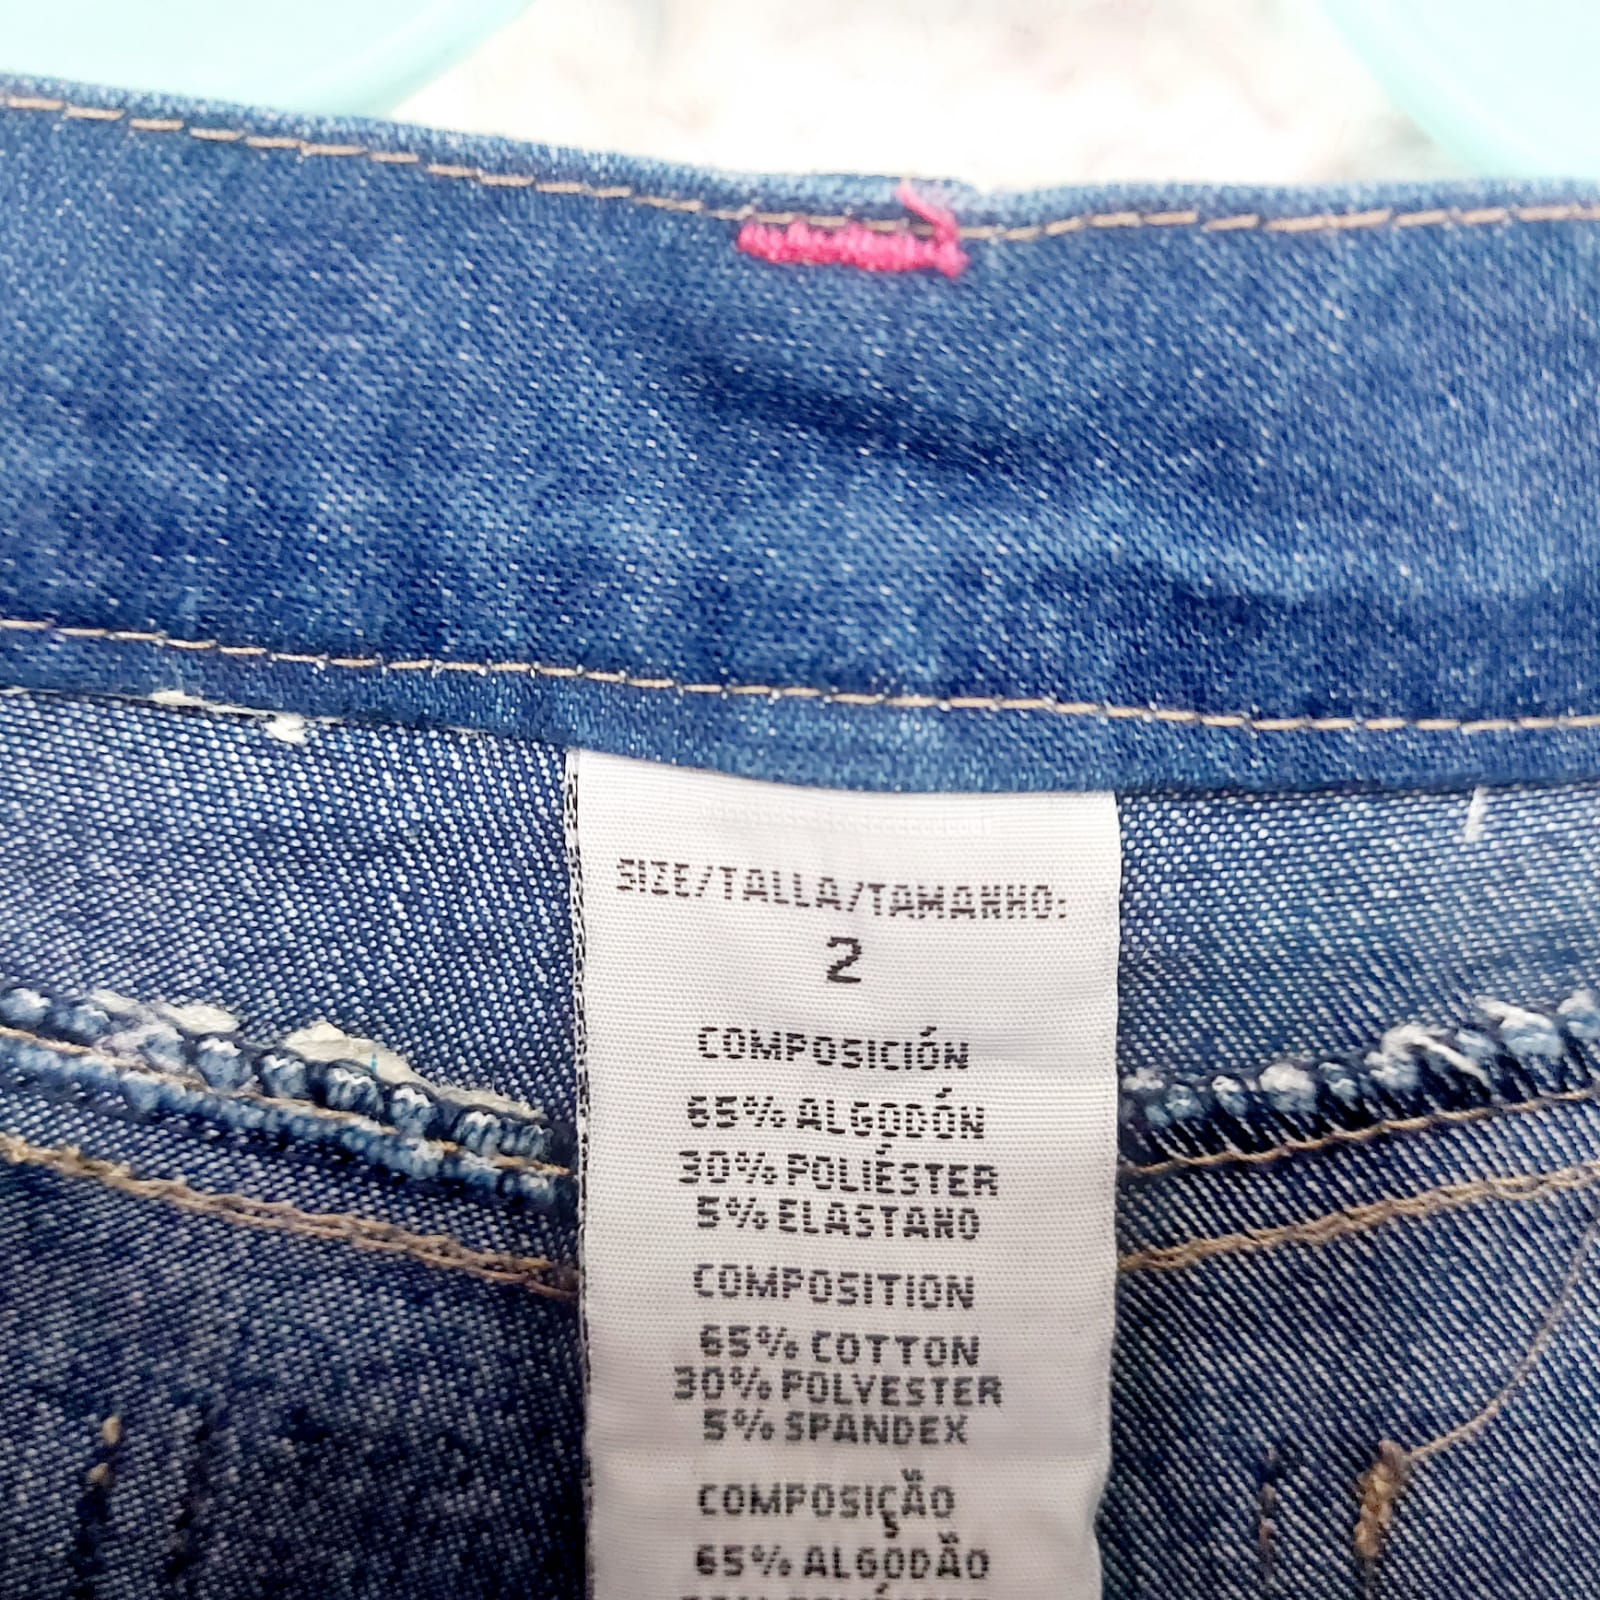 SIZE/TALLA/TAMANHO:
2
COMPOSICIÓN
65% ALGODÓN
30% POLIÉSTER
5% ELASTANO
COMPOSITION
65% COTTON
30% POLYESTER
5% SPANDEX
COMPOSIÇÃO
65% ALGODÃO